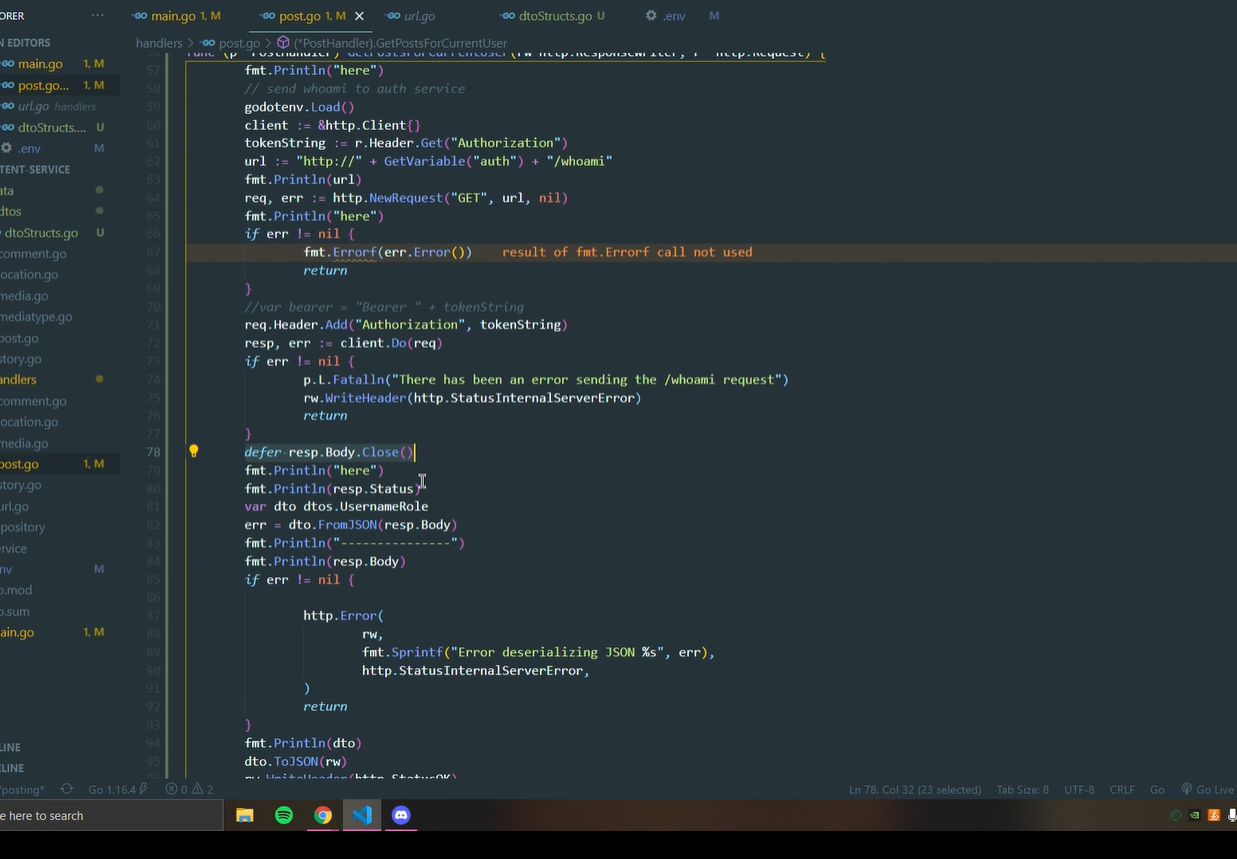 ORER ···
main.go 1, M post.go 1, M × url.go dtoStructs.go U .env M
handlers > post.go > (*PostHandler).GetPostsForCurrentUser
N EDITORS
main.go 1, M
post.go... 1, M
url.go handlers
dtoStructs.... U
.env M
TENT-SERVICE
ata
dtos
dtoStructs.go U
comment.go
location.go
media.go
mediatype.go
post.go
story.go
andlers
comment.go
ocation.go
media.go
post.go 1, M
story.go
url.go
pository
ervice
nv M
o.mod
o.sum
ain.go 1, M
LINE
ELINE
57 fmt.Println("here")
58 // send whoami to auth service
59 godotenv.Load()
60 client := &http.Client{}
61 tokenString := r.Header.Get("Authorization")
62 url := "http://" + GetVariable("auth") + "/whoami"
63 fmt.Println(url)
64 req, err := http.NewRequest("GET", url, nil)
65 fmt.Println("here")
66 if err != nil {
67 fmt.Errorf(err.Error()) result of fmt.Errorf call not used
68 return
69 }
70 //var bearer = "Bearer " + tokenString
71 req.Header.Add("Authorization", tokenString)
72 resp, err := client.Do(req)
73 if err != nil {
74 p.L.Fatalln("There has been an error sending the /whoami request")
75 rw.WriteHeader(http.StatusInternalServerError)
76 return
77 }
78 defer resp.Body.Close()
79 fmt.Println("here")
80 fmt.Println(resp.Status)
81 var dto dtos.UsernameRole
82 err = dto.FromJSON(resp.Body)
83 fmt.Println("---------------")
84 fmt.Println(resp.Body)
85 if err != nil {
86
87 http.Error(
88 rw,
89 fmt.Sprintf("Error deserializing JSON %s", err),
90 http.StatusInternalServerError,
91 )
92 return
93 }
94 fmt.Println(dto)
95 dto.ToJSON(rw)
rw.WriteHeader(http.StatusOK)
posting* Go 1.16.4 0 2 Ln 78, Col 32 (23 selected) Tab Size: 8 UTF-8 CRLF Go Go Live
e here to search